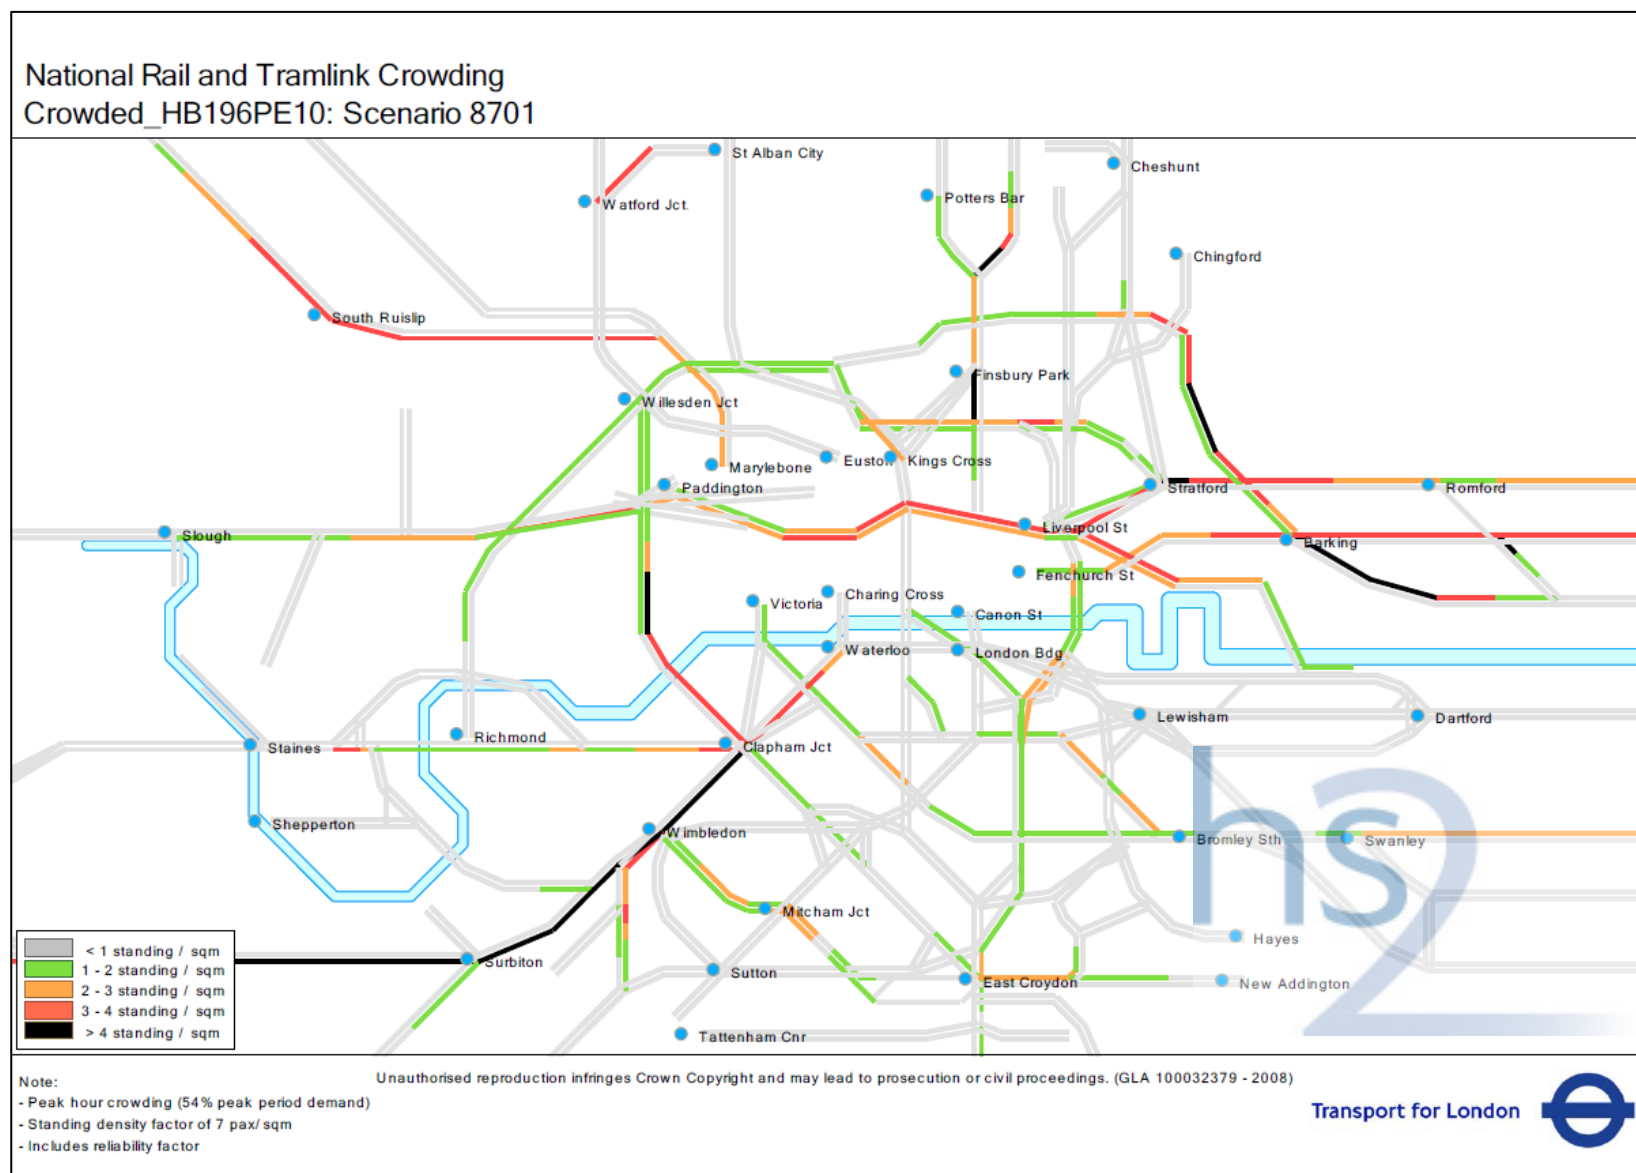 National Rail and Tramlink Crowding
Crowded_HB196PE10: Scenario 8701
St Alban City
Cheshunt
Watford Jct.
Potters Bar
Chingford
South Ruislip
Finsbury Park
Willesden Jct
Marylebone
Euston
Kings Cross
Paddington
Stratford
Romford
Slough
Liverpool St
Barking
Fenchurch St
Victoria
Charing Cross
Canon St
Waterloo
London Bdg
Richmond
Staines
Clapham Jct
Lewisham
Dartford
Shepperton
Wimbledon
Bromley Sth
Swanley
hs2
Mitcham Jct
Hayes
Surbiton
Sutton
East Croydon
New Addington
Tattenham Cnr
< 1 standing / sqm
1 - 2 standing / sqm
2 - 3 standing / sqm
3 - 4 standing / sqm
> 4 standing / sqm
Note:
- Peak hour crowding (54% peak period demand)
- Standing density factor of 7 pax/sqm
- Includes reliability factor
Unauthorised reproduction infringes Crown Copyright and may lead to prosecution or civil proceedings. (GLA 100032379 - 2008)
Transport for London